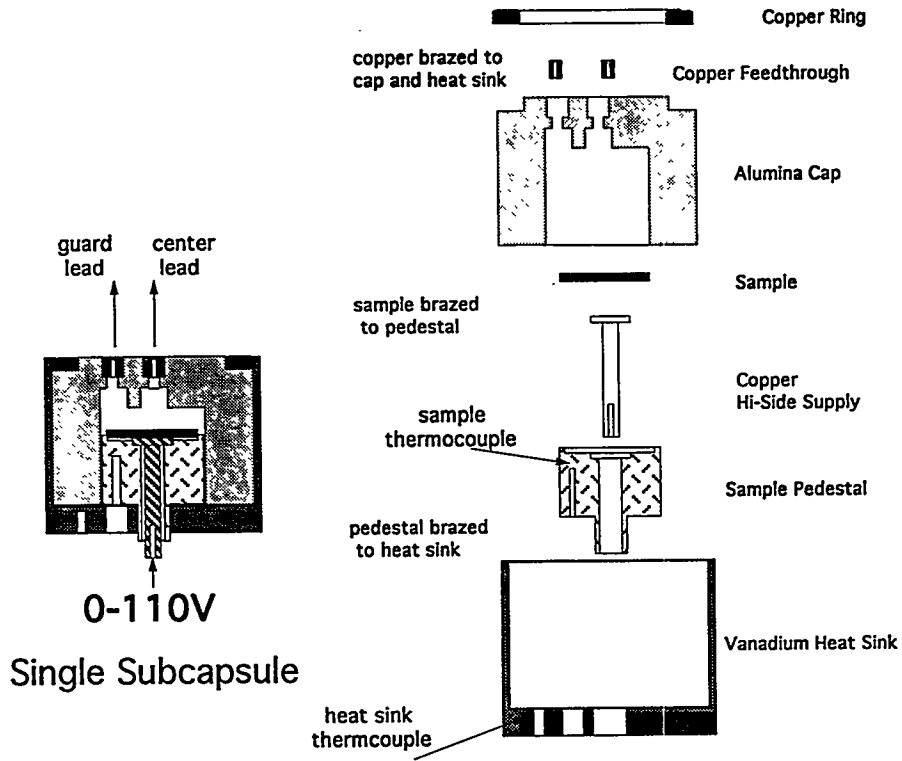 Copper Ring
copper brazed to
cap and heat sink
Copper Feedthrough
Alumina Cap
guard
lead
center
lead
Sample
sample brazed
to pedestal
Copper
Hi-Side Supply
sample
thermocouple
Sample Pedestal
pedestal brazed
to heat sink
0-110V
Single Subcapsule
Vanadium Heat Sink
heat sink
thermcouple